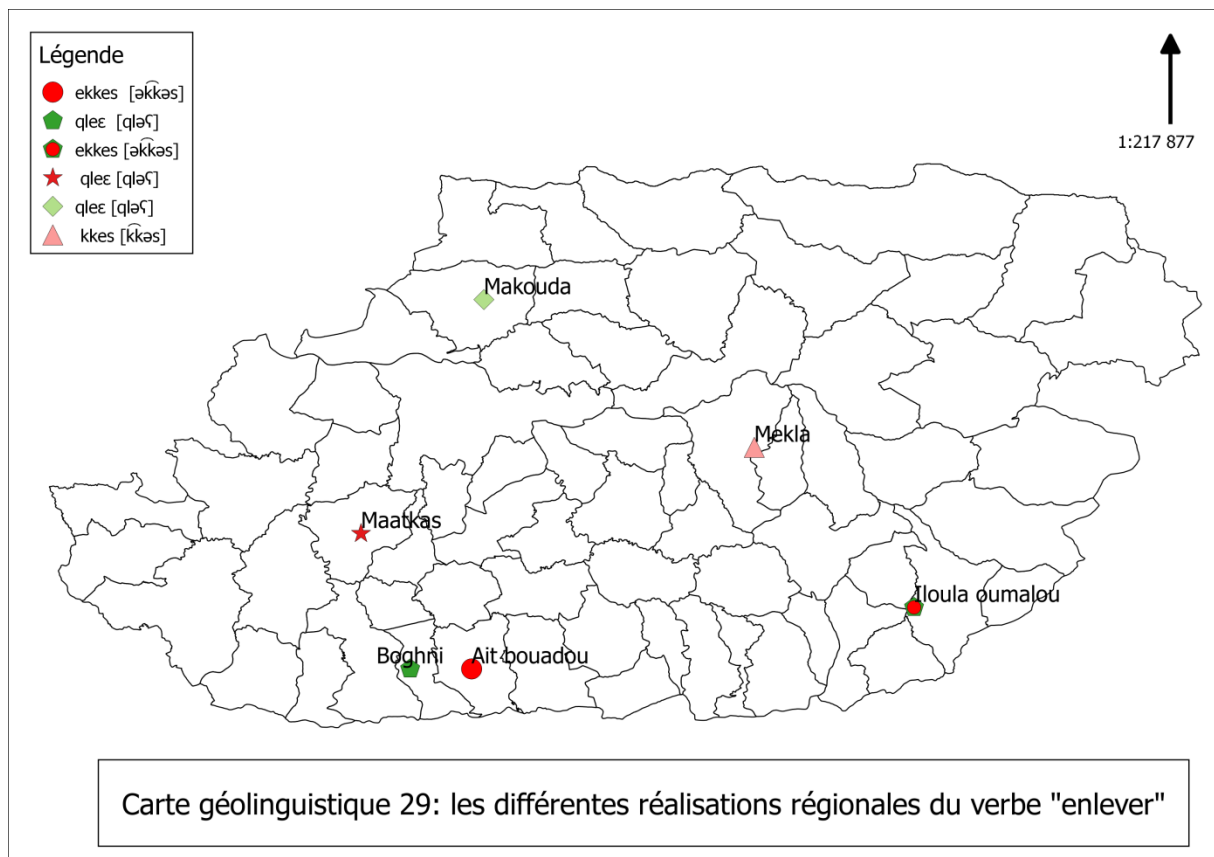 Légende
ekkes [ək͡kəs]
qleɛ [qləʕ]
ekkes [ək͡kəs]
qleɛ [qləʕ]
qleɛ [qləʕ]
kkes [k͡kəs]
1:217 877
Makouda
Mekla
Maatkas
Iloula oumalou
Boghni Ait bouadou
Carte géolinguistique 29: les différentes réalisations régionales du verbe "enlever"